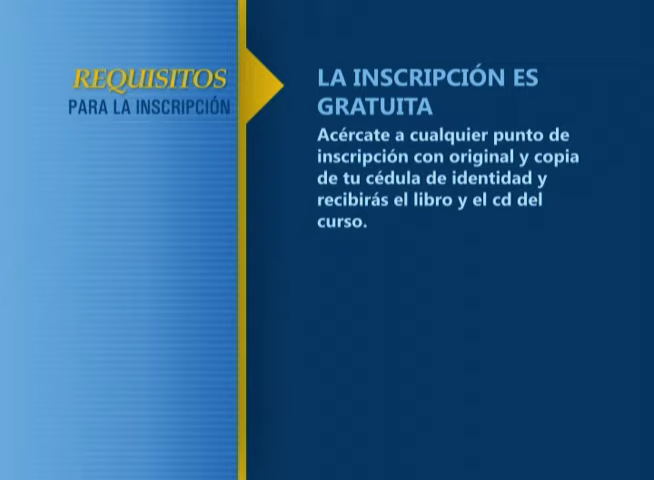 REQUISITOS
PARA LA INSCRIPCIÓN
LA INSCRIPCIÓN ES
GRATUITA
Acércate a cualquier punto de
inscripción con original y copia
de tu cédula de identidad y
recibirás el libro y el cd del
curso.